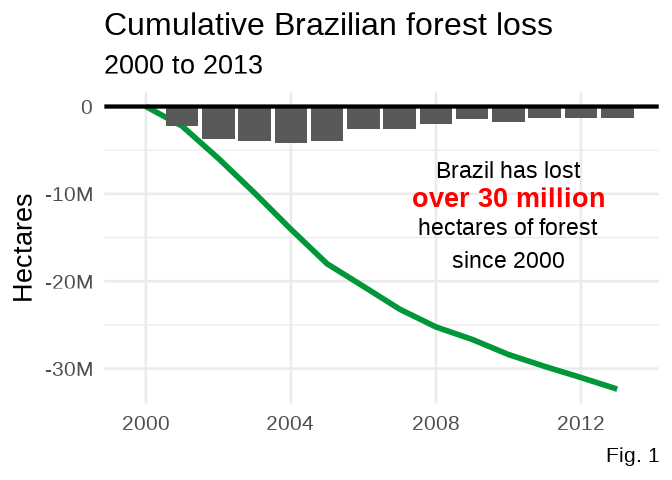 Cumulative Brazilian forest loss
2000 to 2013
Hectares
0
-10M
-20M
-30M
Brazil has lost
over 30 million
hectares of forest
since 2000
2000 2004 2008 2012
Fig. 1